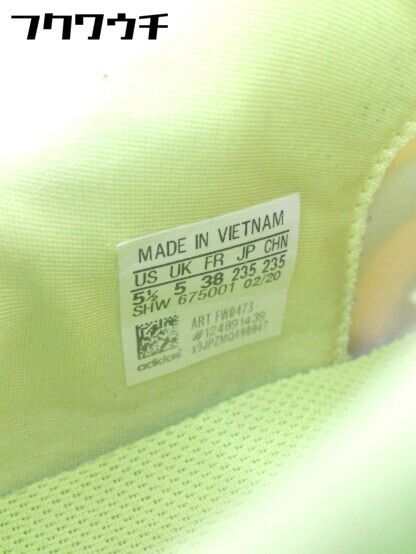 フクワウチ
MADE IN VIETNAM
US UK FR JP CHN
5½ 5 38 235 235
SHW 675001 02/20
ART FW0473
#124891439
adidas